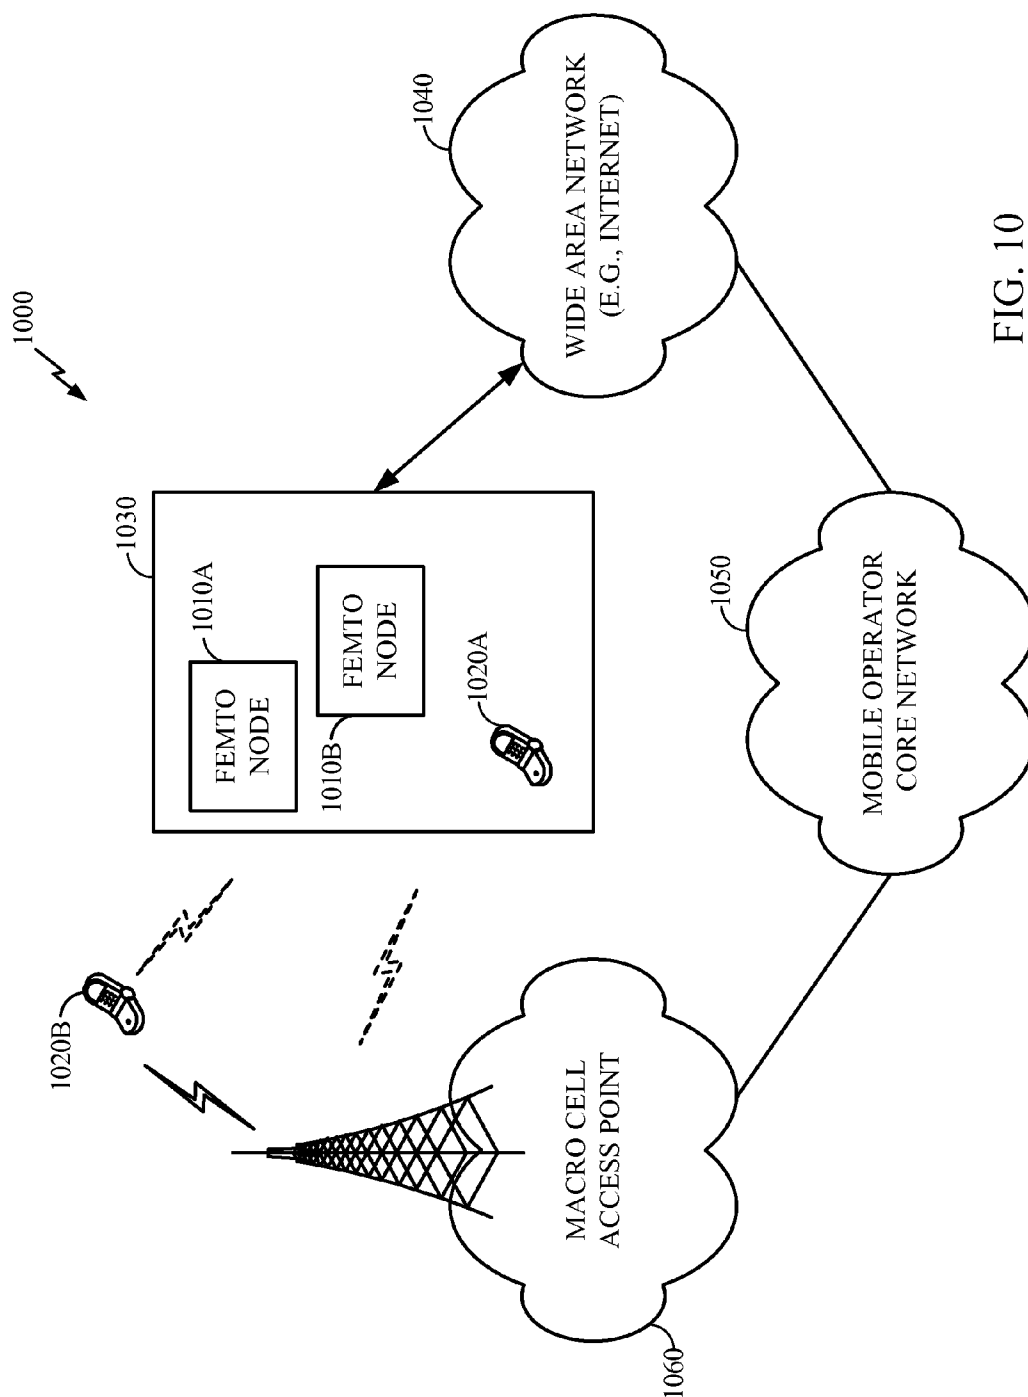 1000
1020B
1030
1010A
FEMTO
NODE
FEMTO
NODE
1010B
1020A
1040
WIDE AREA NETWORK
(E.G., INTERNET)
MACRO CELL
ACCESS POINT
1060
1050
MOBILE OPERATOR
CORE NETWORK
FIG. 10